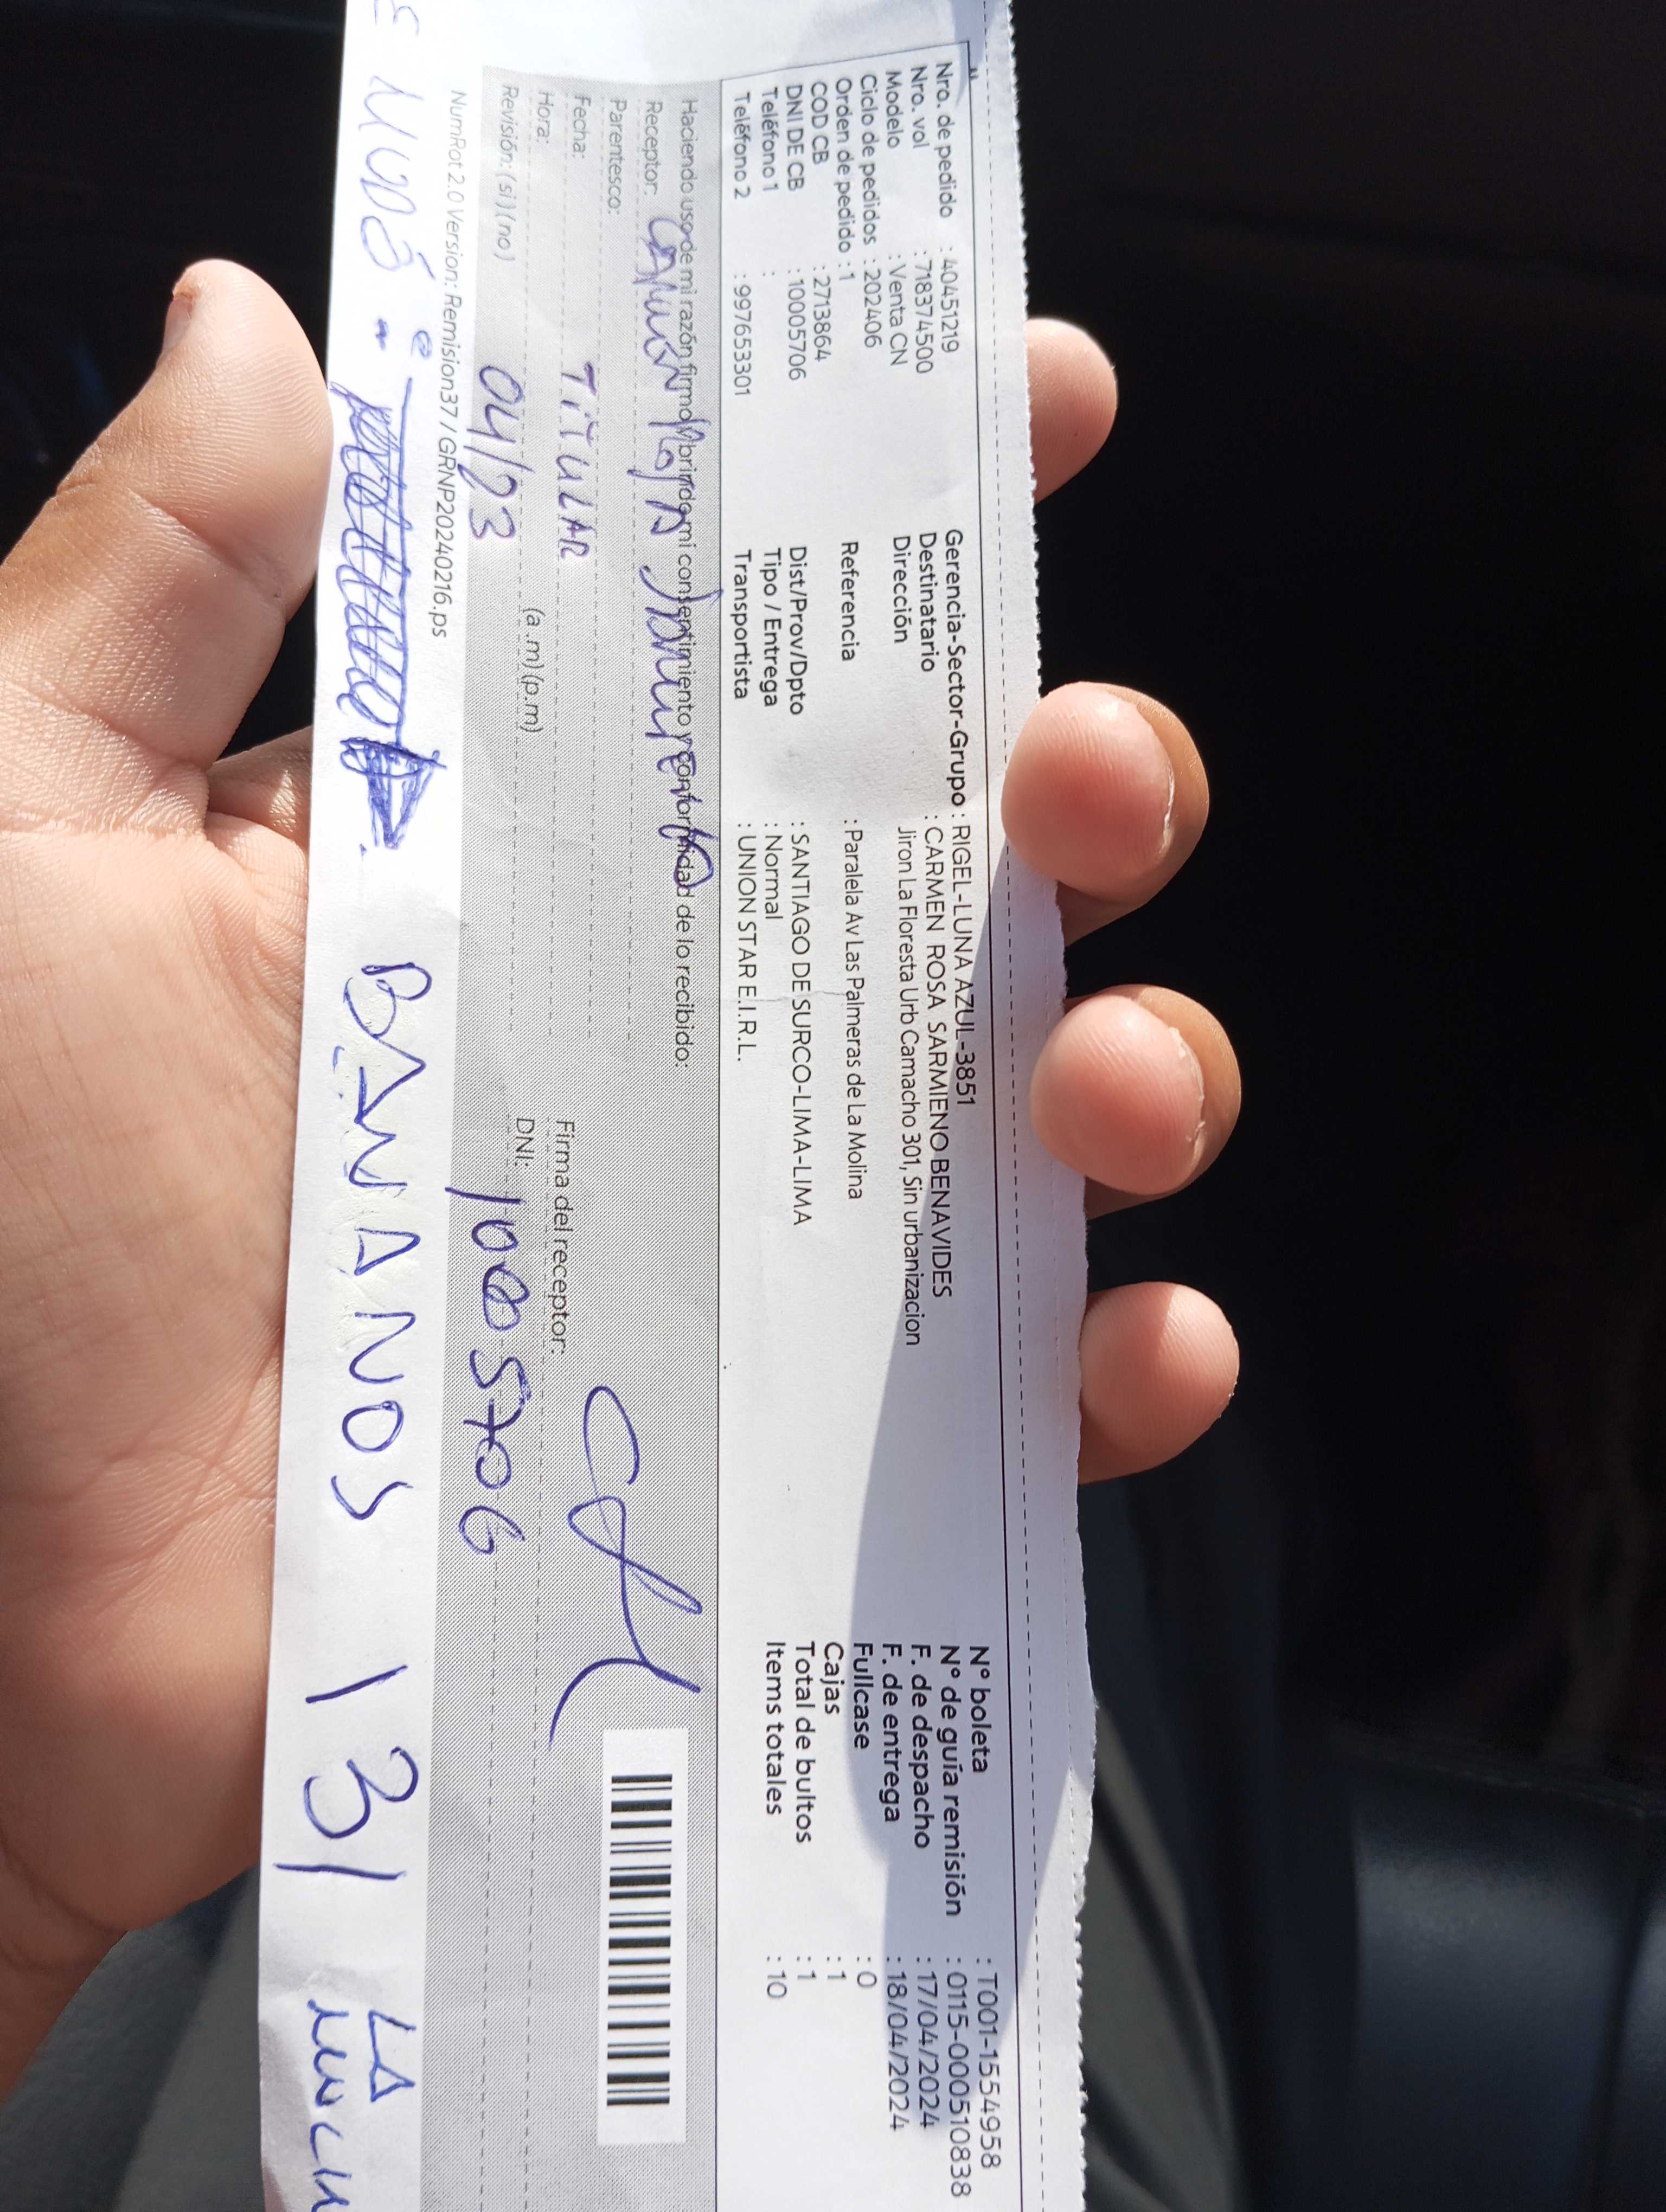 Nro. de pedido : 40451219
Nro. vol : 718374500
Modelo : Venta CN
Ciclo de pedidos : 202406
Orden de pedido : 1
COD CB : 2713864
DNI DE CB : 10005706
Teléfono 1 :
Teléfono 2 : 997653301
Gerencia-Sector-Grupo : RIGEL-LUNA AZUL-3851
Destinatario : CARMEN ROSA SARMIENO BENAVIDES
Dirección Jiron La Floresta Urb Camacho 301, Sin urbanizacion
Referencia : Paralela Av Las Palmeras de La Molina
Dist/Prov/Dpto : SANTIAGO DE SURCO-LIMA-LIMA
Tipo / Entrega : Normal
Transportista : UNION STAR E.I.R.L.
N° boleta : T001-1554958
N° de guía remisión : 0115-000510838
F. de despacho : 17/04/2024
F. de entrega : 18/04/2024
Fullcase : 0
Cajas : 1
Total de bultos : 1
Items totales : 10
Haciendo uso de mi razón firmo y brindo mi consentimiento y conformidad de lo recibido:
Receptor:
Parentesco: TiTULAR
Fecha: 04/23
Hora: (a.m)(p.m)
Revisión: (si)(no)
Firma del receptor:
DNI: 10005706
NumRot 2.0 Version: Remision37 / GRNP20240216.ps
SE MUDÓ - BANANOS 131 LA